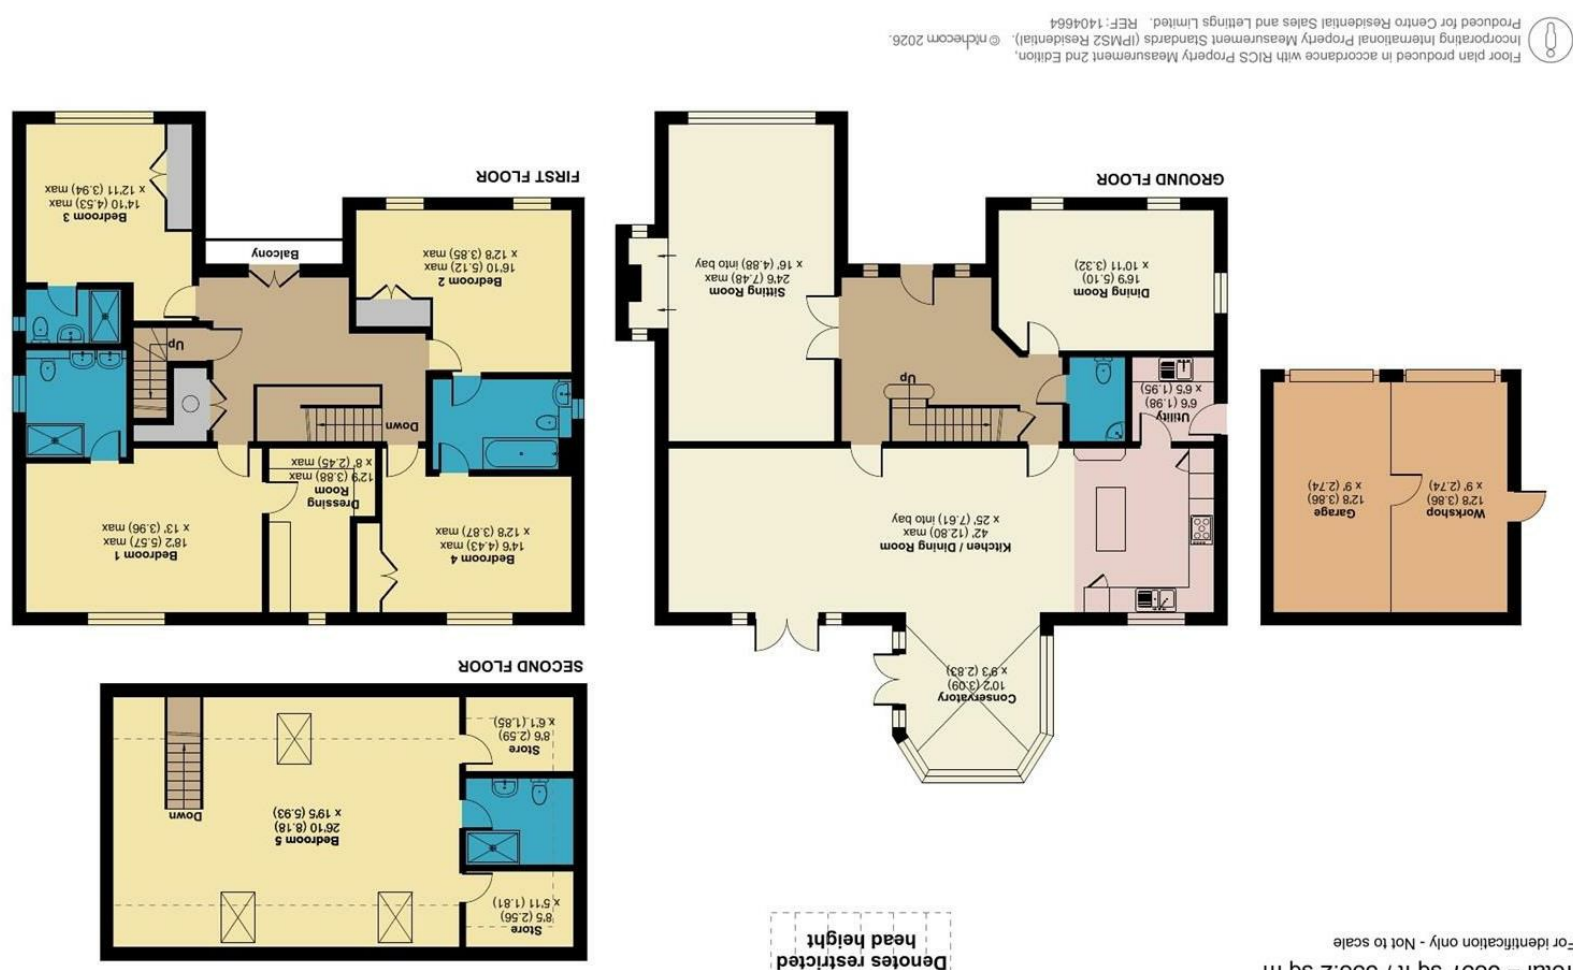 Total = sq ft / sq m
For identification only - Not to scale
Denotes restricted
head height
Store
8'5 (2.56)
x 5'11 (1.81)
Bedroom 5
26'10 (8.18)
x 19'5 (5.93)
Down
Store
8'6 (2.59)
x 6'1 (1.85)
SECOND FLOOR
Conservatory
10'2 (3.09)
x 9'3 (2.83)
Workshop
12'8 (3.86)
x 9' (2.74)
Garage
12'8 (3.86)
x 9' (2.74)
Kitchen / Dining Room
42' (12.80) max
x 25' (7.61) into bay
Utility
6'6 (1.98)
x 6'5 (1.95)
Up
Dining Room
16'9 (5.10)
x 10'11 (3.32)
Sitting Room
24'6 (7.48) max
x 16' (4.88) into bay
GROUND FLOOR
Bedroom 4
14'6 (4.43) max
x 12'8 (3.87) max
Dressing
Room
12'9 (3.88) max
x 8' (2.45) max
Bedroom 1
18'2 (5.57) max
x 13' (3.96) max
Down
Up
Bedroom 2
16'10 (5.12) max
x 12'8 (3.85) max
Balcony
Bedroom 3
14'10 (4.53) max
x 12'11 (3.94) max
FIRST FLOOR
Floor plan produced in accordance with RICS Property Measurement 2nd Edition,
Incorporating International Property Measurement Standards (IPMS2 Residential). © nichecom 2026.
Produced for Centro Residential Sales and Lettings Limited. REF: 1404664